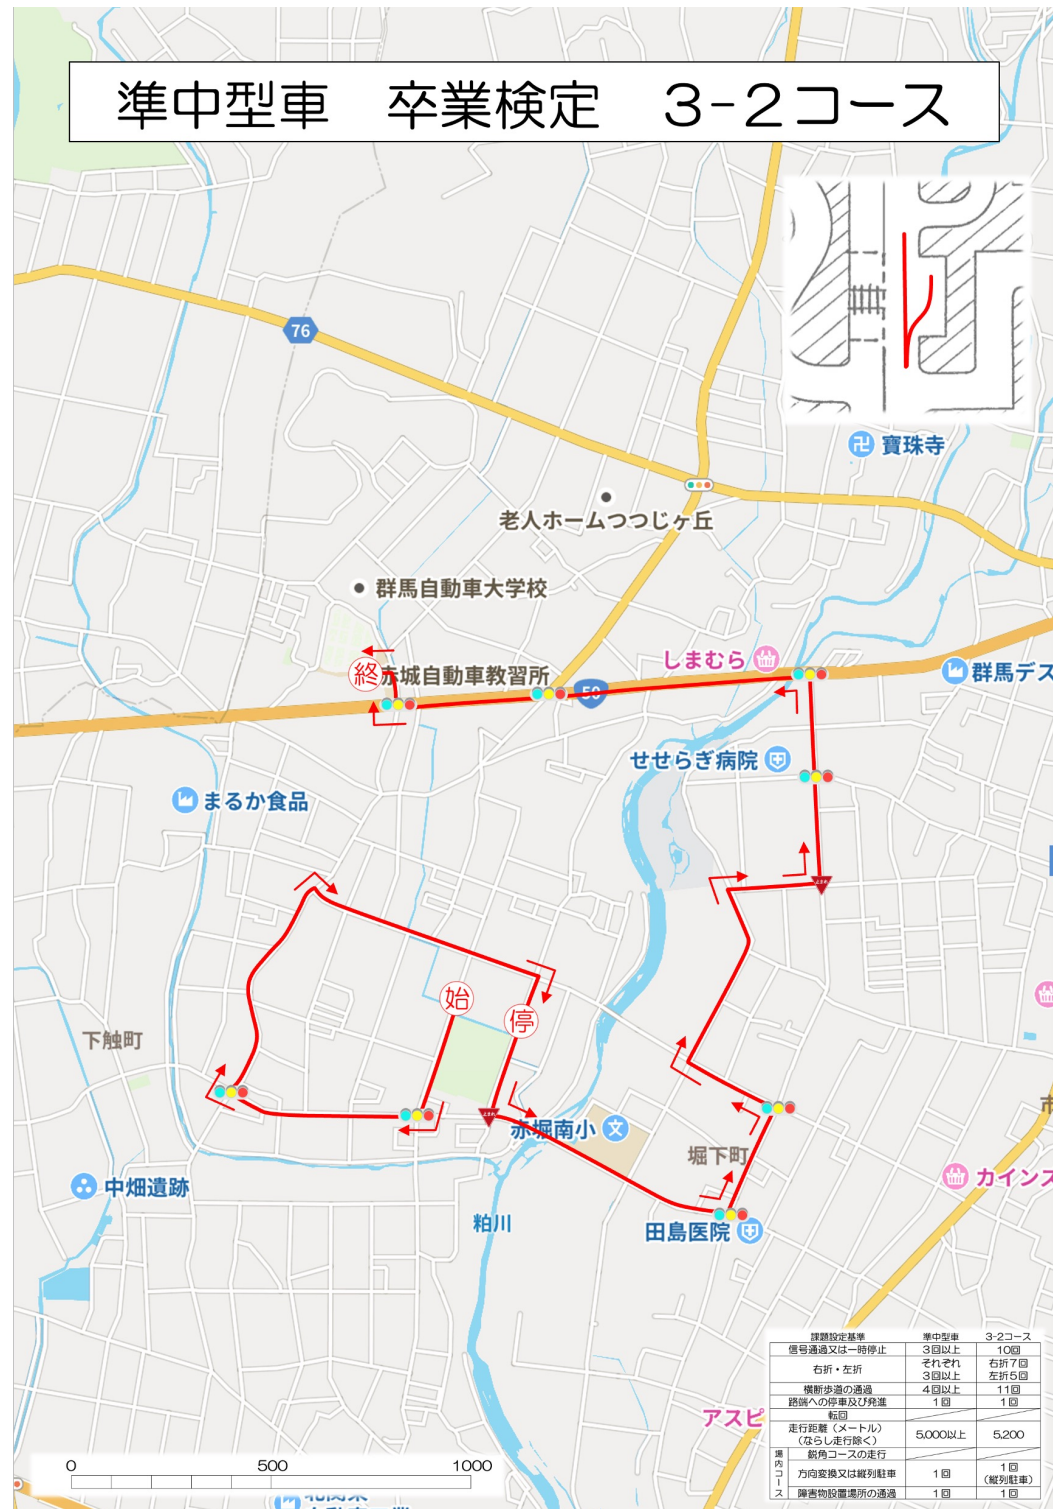 準中型車　卒業検定　3-2コース
76
寶珠寺
老人ホームつつじヶ丘
群馬自動車大学校
しまむら
終
赤城自動車教習所
50
群馬デス
せせらぎ病院
まるか食品
始
停
下触町
市
赤堀南小
文
堀下町
中畑遺跡
カインズ
粕川
田島医院
アスピ
課題設定基準 準中型車 3-2コース
信号通過又は一時停止 3回以上 10回
右折・左折 それぞれ3回以上 右折7回 左折5回
横断歩道の通過 4回以上 11回
路端への停車及び発進 1回 1回
転回
走行距離（メートル）（ならし走行除く） 5,000以上 5,200
場内コース
鋭角コースの走行
方向変換又は縦列駐車 1回 1回（縦列駐車）
障害物設置場所の通過 1回 1回
0 500 1000